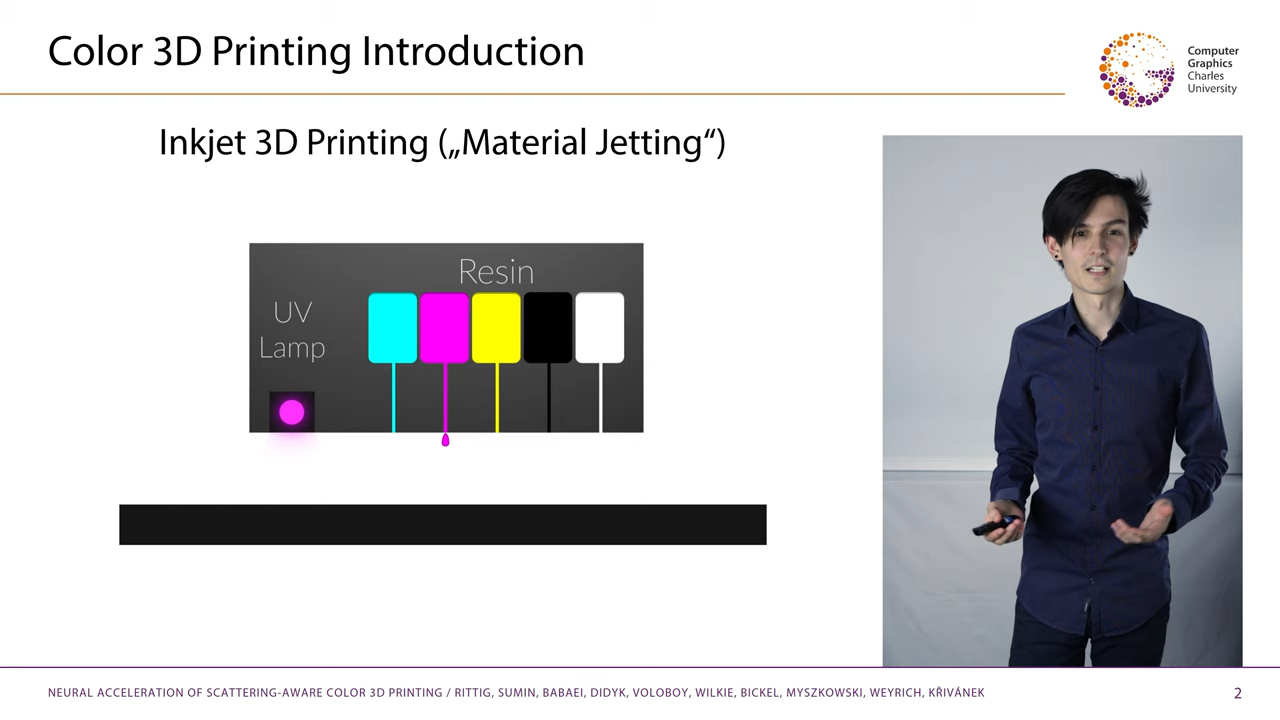 Color 3D Printing Introduction
Computer
Graphics
Charles
University
Inkjet 3D Printing („Material Jetting“)
Resin
UV
Lamp
NEURAL ACCELERATION OF SCATTERING-AWARE COLOR 3D PRINTING / RITTIG, SUMIN, BABAEI, DIDYK, VOLOBOY, WILKIE, BICKEL, MYSZKOWSKI, WEYRICH, KŘIVÁNEK
2